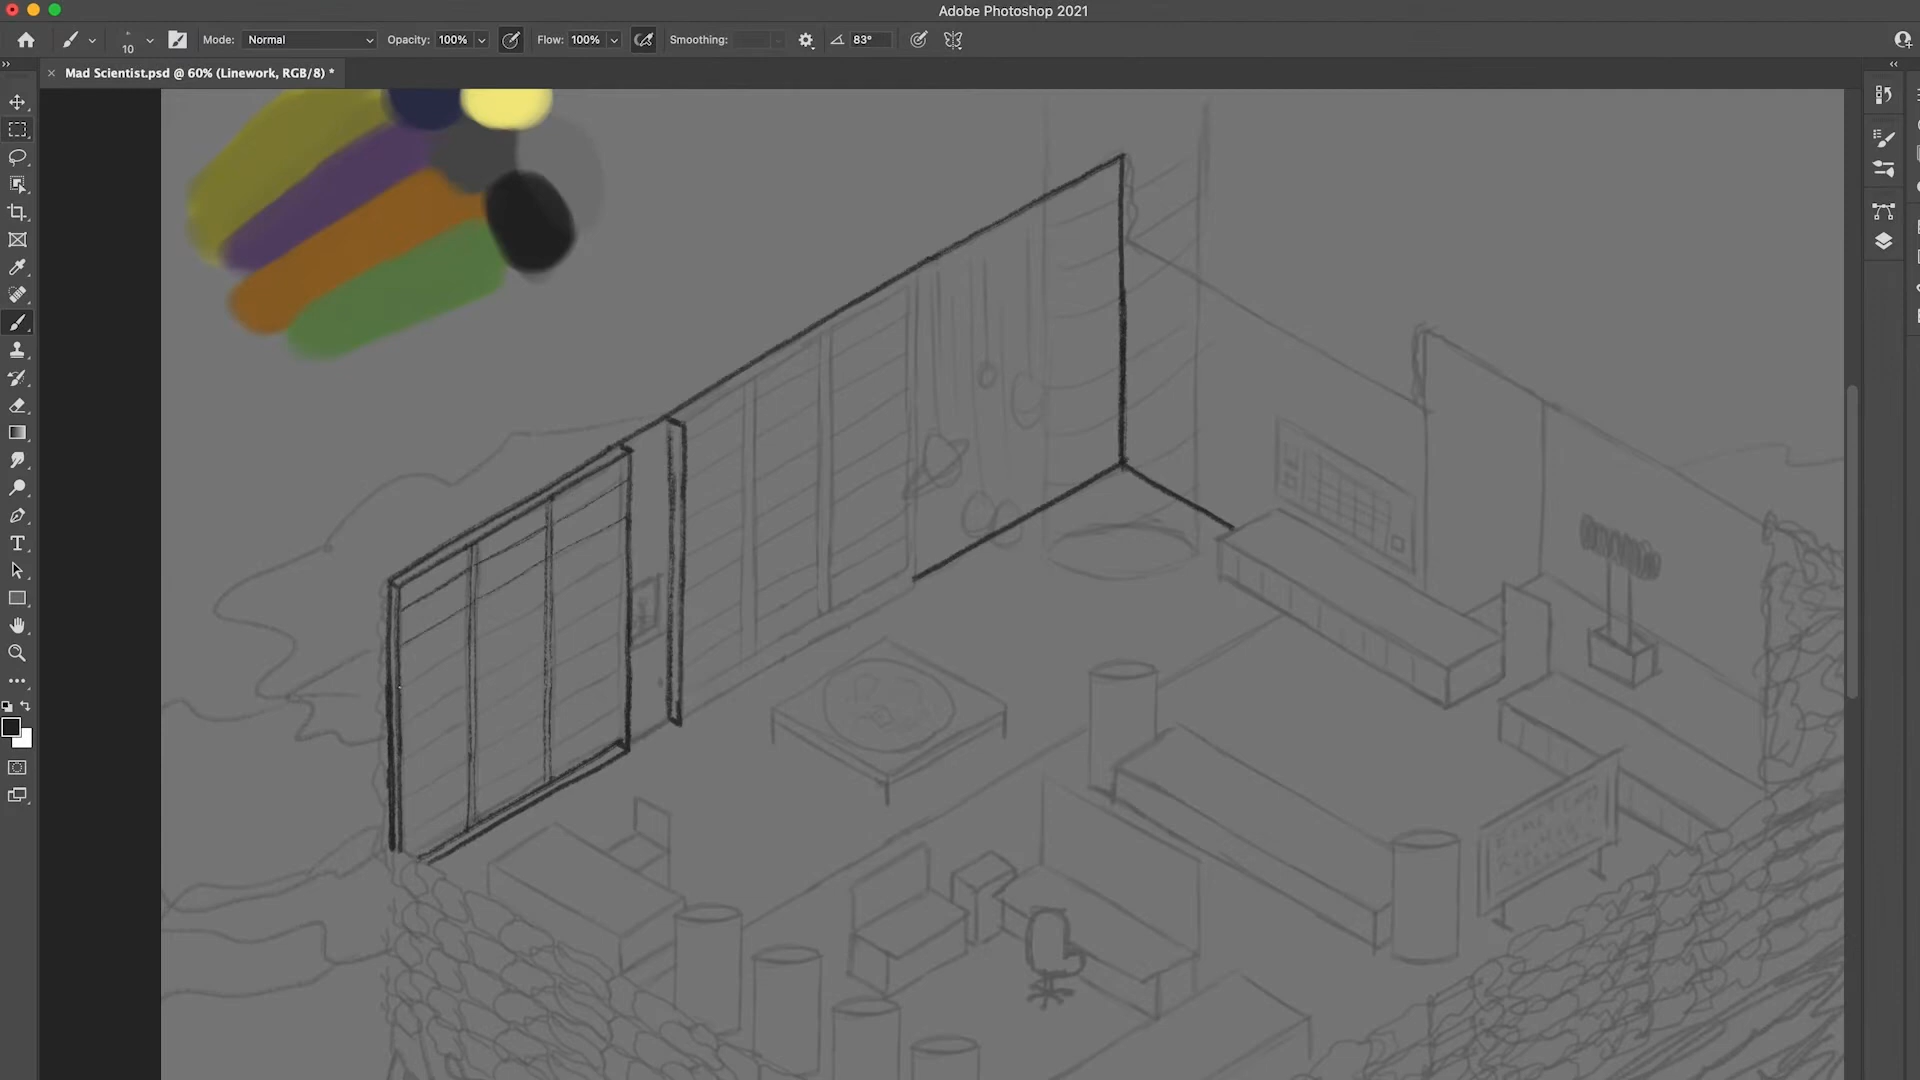 Adobe Photoshop 2021
10 Mode: Normal Opacity: 100% Flow: 100% Smoothing: 83°
Mad Scientist.psd @ 60% (Linework, RGB/8) *